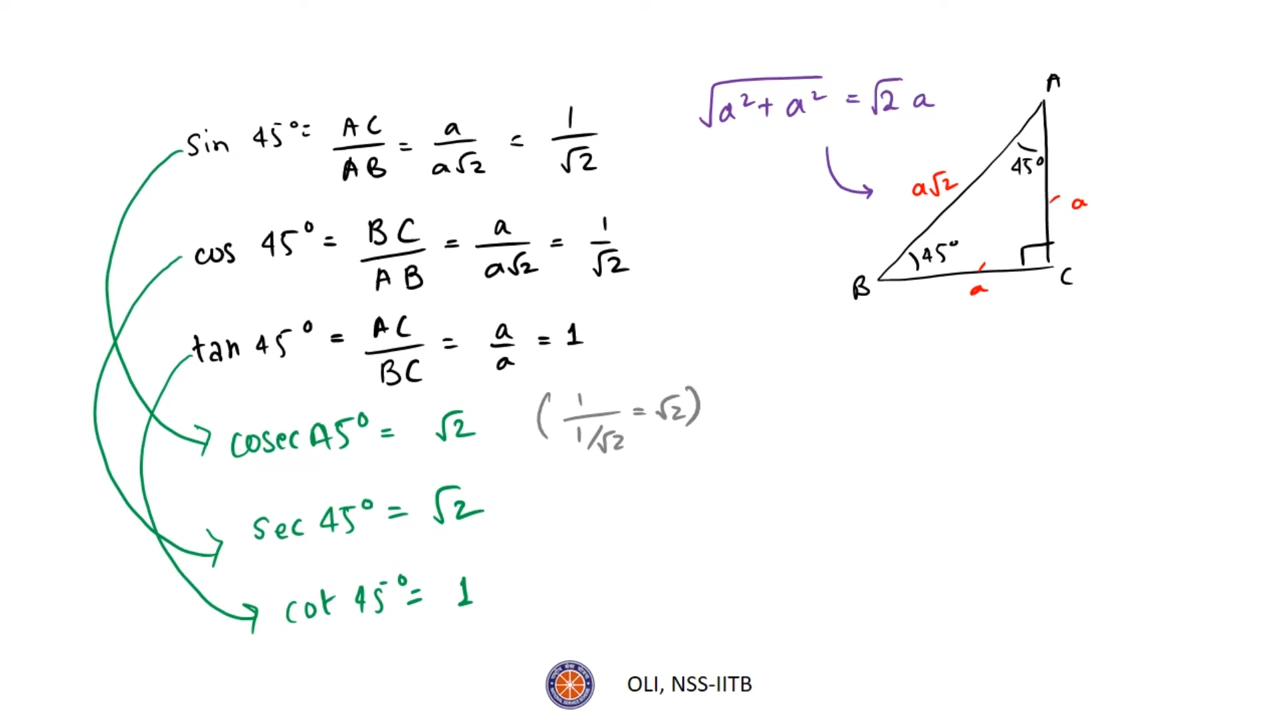 sin 45° = AC/AB = a/a√2 = 1/√2
cos 45° = BC/AB = a/a√2 = 1/√2
tan 45° = AC/BC = a/a = 1
cosec 45° = √2 (1/1/√2 = √2)
sec 45° = √2
cot 45° = 1
√a² + a² = √2 a
A
45°
a√2
a
45°
B
a
C
OLI, NSS-IITB